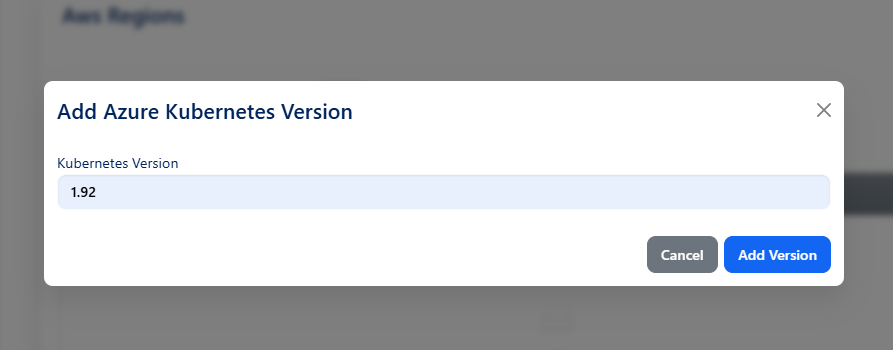 Aws Regions
Add Azure Kubernetes Version
Kubernetes Version
1.92
Cancel
Add Version